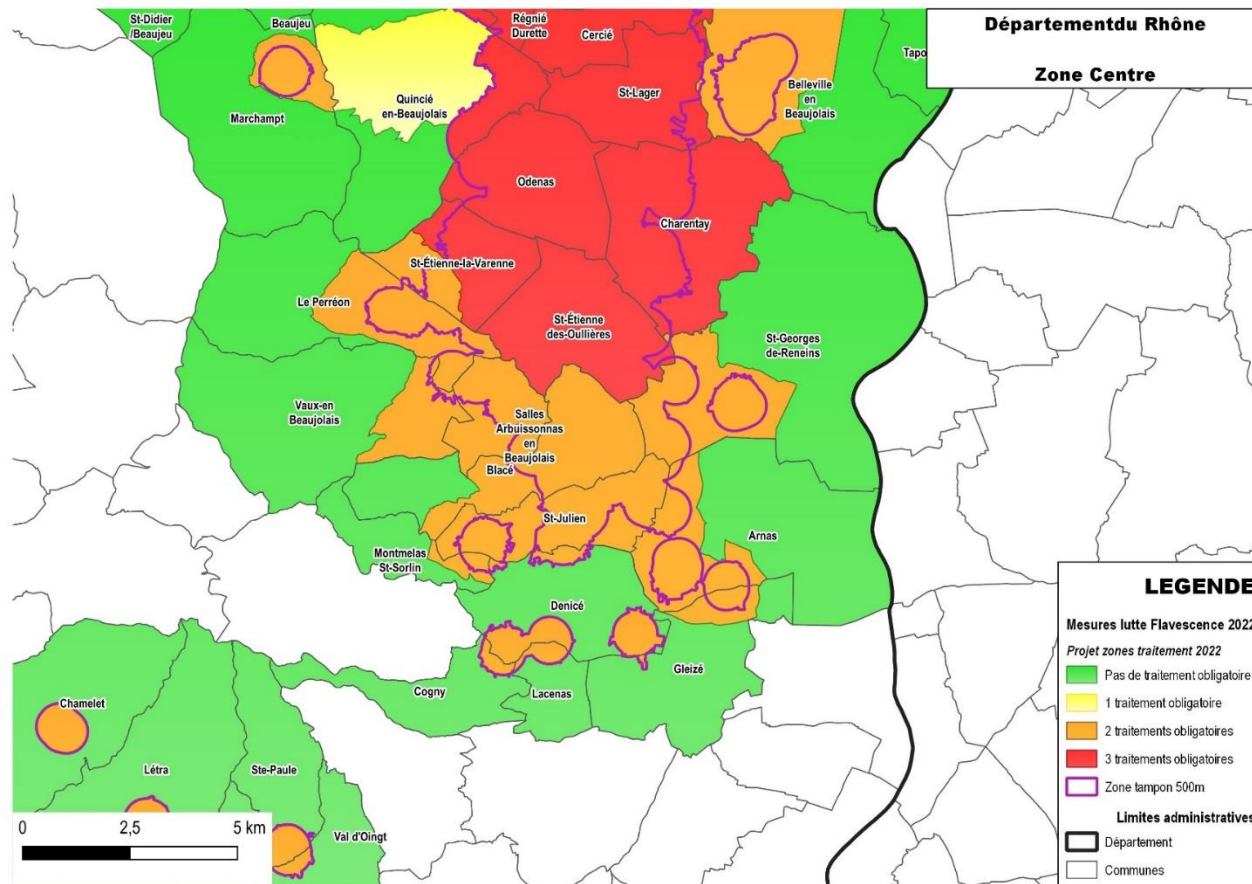 Départementdu Rhône
Zone Centre
St-Didier
/Beaujeu
Beaujeu
Régnié
Durette
Cercié
Tapo
Belleville
en
Beaujolais
St-Lager
Quincié
en-Beaujolais
Marchampt
Odenas
Charentay
St-Étienne-la-Varenne
Le Perréon
St-Étienne
des-Oullières
St-Georges
de-Reneins
Vaux-en
Beaujolais
Salles
Arbuissonnas
en
Beaujolais
Blacé
St-Julien
Arnas
Montmelas
St-Sorlin
Denicé
Gleizé
Cogny
Lacenas
Chamelet
Létra
Ste-Paule
Val d'Oingt
0 2,5 5 km
LEGENDE
Mesures lutte Flavescence 2022
Projet zones traitement 2022
Pas de traitement obligatoire
1 traitement obligatoire
2 traitements obligatoires
3 traitements obligatoires
Zone tampon 500m
Limites administratives
Département
Communes